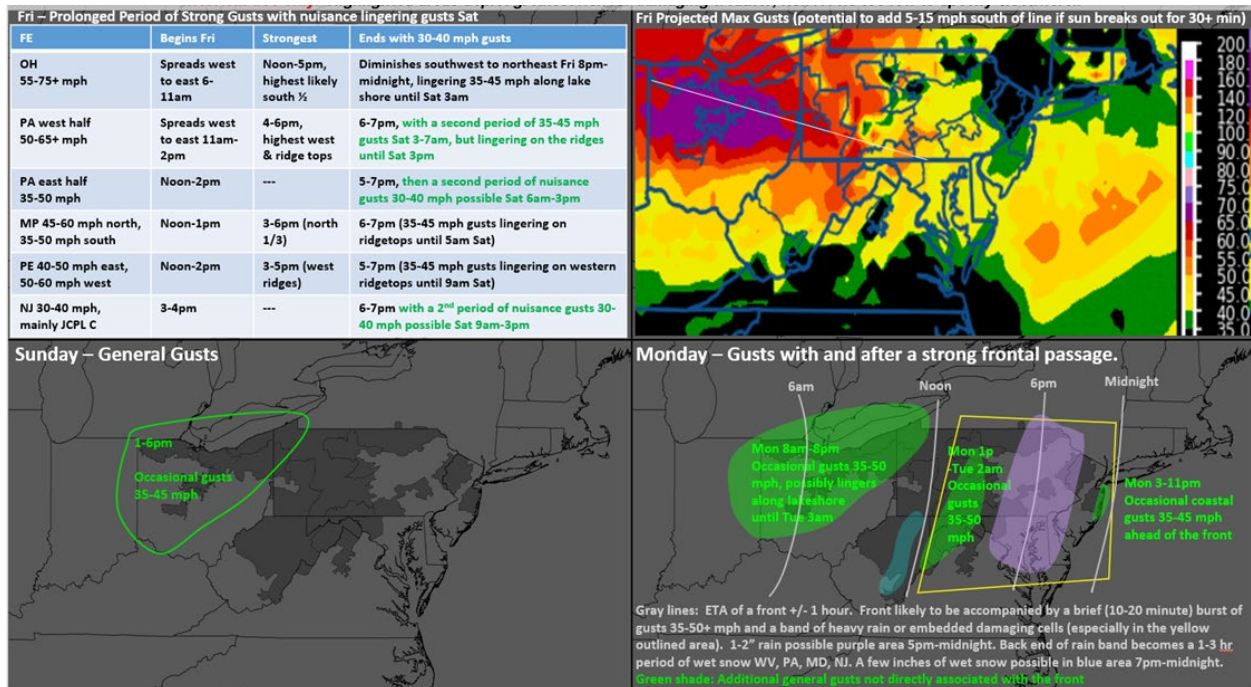 Fri – Prolonged Period of Strong Gusts with nuisance lingering gusts Sat
FE
Begins Fri
Strongest
Ends with 30-40 mph gusts
OH
55-75+ mph
Spreads west
to east 6-
11am
Noon-5pm,
highest likely
south ½
Diminishes southwest to northeast Fri 8pm-
midnight, lingering 35-45 mph along lake
shore until Sat 3am
PA west half
50-65+ mph
Spreads west
to east 11am-
2pm
4-6pm,
highest west
& ridge tops
6-7pm, with a second period of 35-45 mph
gusts Sat 3-7am, but lingering on the ridges
until Sat 3pm
PA east half
35-50 mph
Noon-2pm
---
5-7pm, then a second period of nuisance
gusts 30-40 mph possible Sat 6am-3pm
MP 45-60 mph north,
35-50 mph south
Noon-1pm
3-6pm (north
1/3)
6-7pm (35-45 mph gusts lingering on
ridgetops until 5am Sat)
PE 40-50 mph east,
50-60 mph west
Noon-2pm
3-5pm (west
ridges)
5-7pm (35-45 mph gusts lingering on western
ridgetops until 9am Sat)
NJ 30-40 mph,
mainly JCPL C
3-4pm
---
6-7pm with a 2nd period of nuisance gusts 30-
40 mph possible Sat 9am-3pm
Fri Projected Max Gusts (potential to add 5-15 mph south of line if sun breaks out for 30+ min)
200.
180.
160.
140.
120.
100.
90.0
80.0
75.0
70.0
65.0
60.0
55.0
50.0
45.0
40.0
35.0
Sunday – General Gusts
1-6pm
Occasional gusts
35-45 mph
Monday – Gusts with and after a strong frontal passage.
6am
Noon
6pm
Midnight
Mon 8am-8pm
Occasional gusts 35-50
mph, possibly lingers
along lakeshore
until Tue 3am
Mon 1p
-Tue 2am
Occasional
gusts
35-50
mph
Mon 3-11pm
Occasional coastal
gusts 35-45 mph
ahead of the front
Gray lines: ETA of a front +/- 1 hour. Front likely to be accompanied by a brief (10-20 minute) burst of
gusts 35-50+ mph and a band of heavy rain or embedded damaging cells (especially in the yellow
outlined area). 1-2" rain possible purple area 5pm-midnight. Back end of rain band becomes a 1-3 hr
period of wet snow WV, PA, MD, NJ. A few inches of wet snow possible in blue area 7pm-midnight.
Green shade: Additional general gusts not directly associated with the front